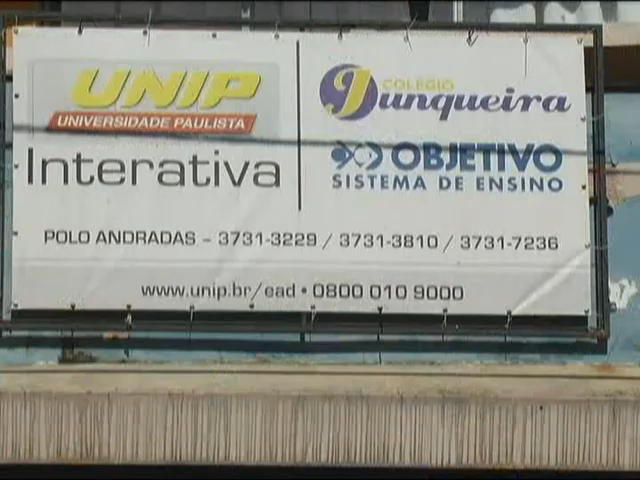 UNIP
UNIVERSIDADE PAULISTA
Interativa
COLÉGIO
Junqueira
OBJETIVO
SISTEMA DE ENSINO
POLO ANDRADAS - 3731-3229 / 3731-3810 / 3731-7236
www.unip.br/ead • 0800 010 9000